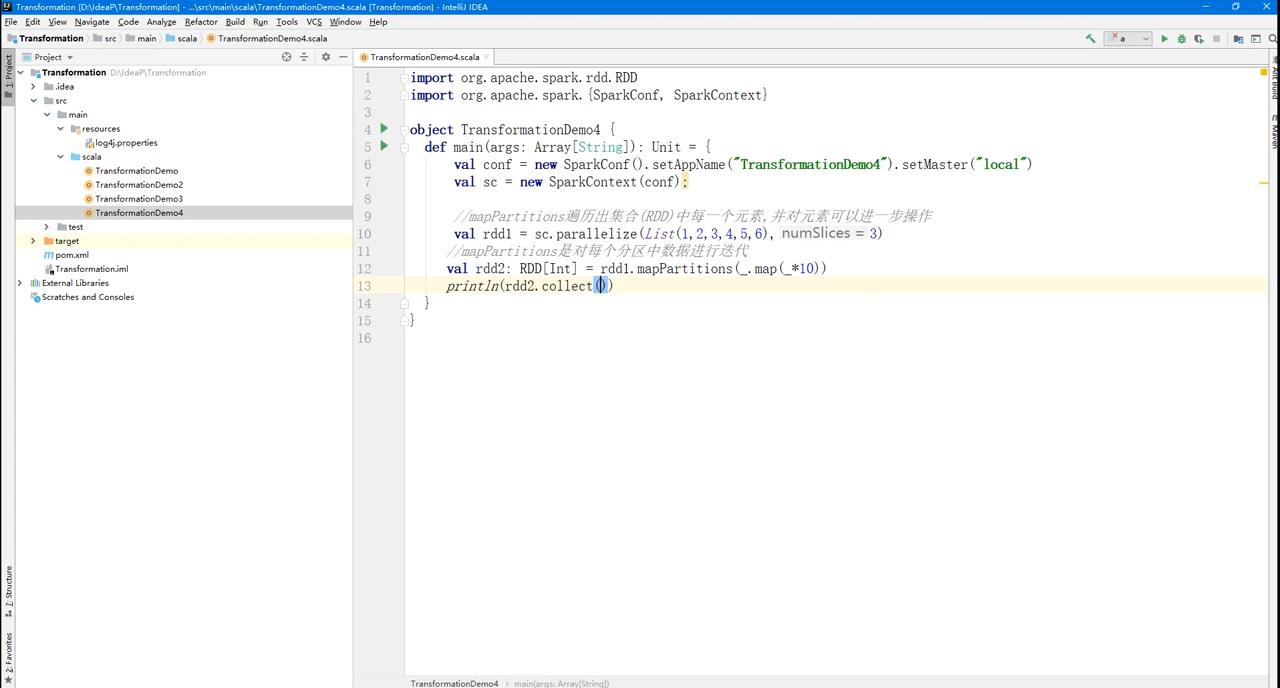 Transformation [D:\IdeaP\Transformation] - ...\src\main\scala\TransformationDemo4.scala [Transformation] - IntelliJ IDEA
File Edit View Navigate Code Analyze Refactor Build Run Tools VCS Window Help
Transformation src main scala TransformationDemo4.scala
a
Project
TransformationDemo4.scala
1: Project
Transformation D:\IdeaP\Transformation
.idea
src
main
resources
log4j.properties
scala
TransformationDemo
TransformationDemo2
TransformationDemo3
TransformationDemo4
test
target
pom.xml
Transformation.iml
External Libraries
Scratches and Consoles
1 import org.apache.spark.rdd.RDD
2 import org.apache.spark.{SparkConf, SparkContext}
3
4 object TransformationDemo4 {
5 def main(args: Array[String]): Unit = {
6 val conf = new SparkConf().setAppName("TransformationDemo4").setMaster("local")
7 val sc = new SparkContext(conf);
8
9 //mapPartitions遍历出集合(RDD)中每一个元素,并对元素可以进一步操作
10 val rdd1 = sc.parallelize(List(1,2,3,4,5,6), numSlices = 3)
11 //mapPartitions是对每个分区中数据进行迭代
12 val rdd2: RDD[Int] = rdd1.mapPartitions(_.map(_*10))
13 println(rdd2.collect())
14 }
15 }
16
Maven
7: Structure
2: Favorites
TransformationDemo4 main(args: Array[String])